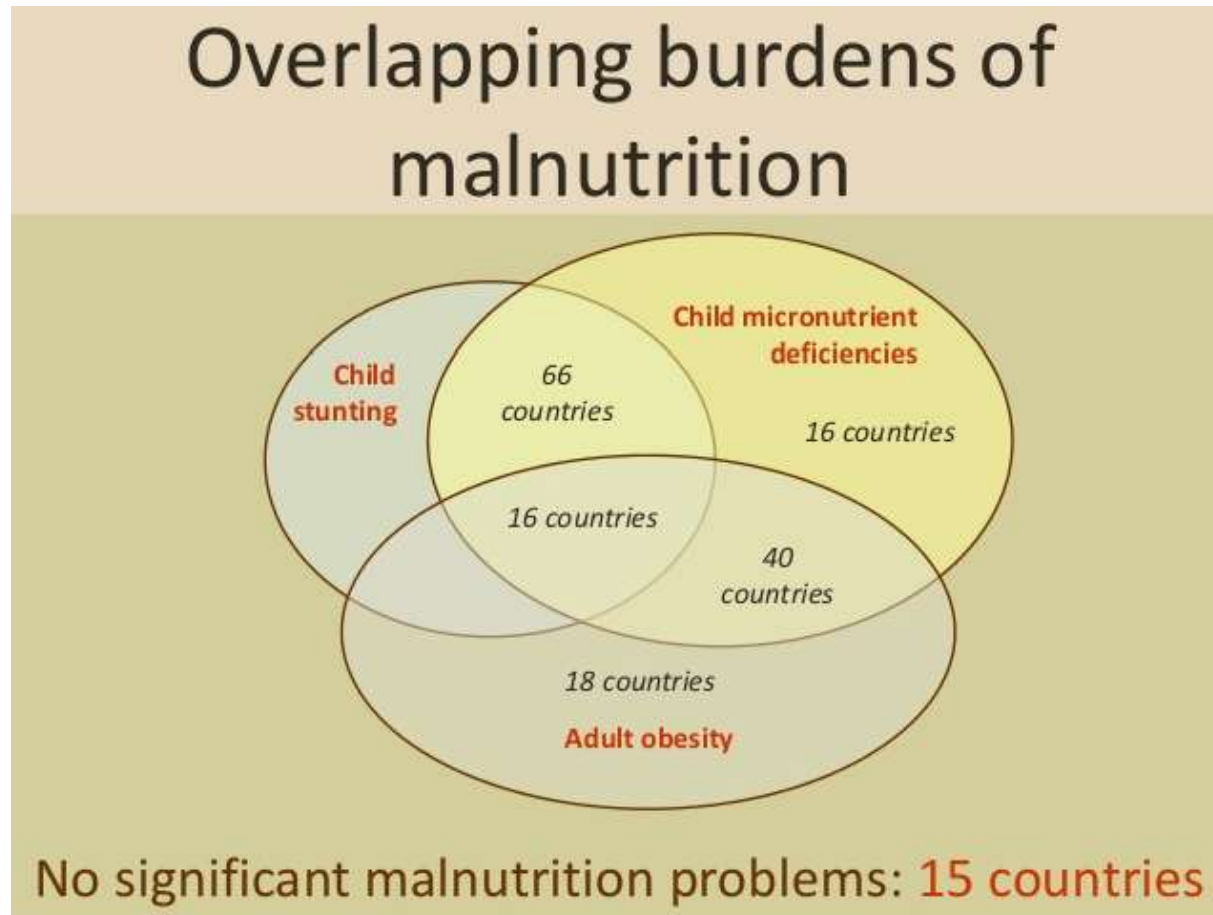 Overlapping burdens of
malnutrition
Child micronutrient
deficiencies
Child
stunting
66
countries
16 countries
16 countries
40
countries
18 countries
Adult obesity
No significant malnutrition problems: 15 countries